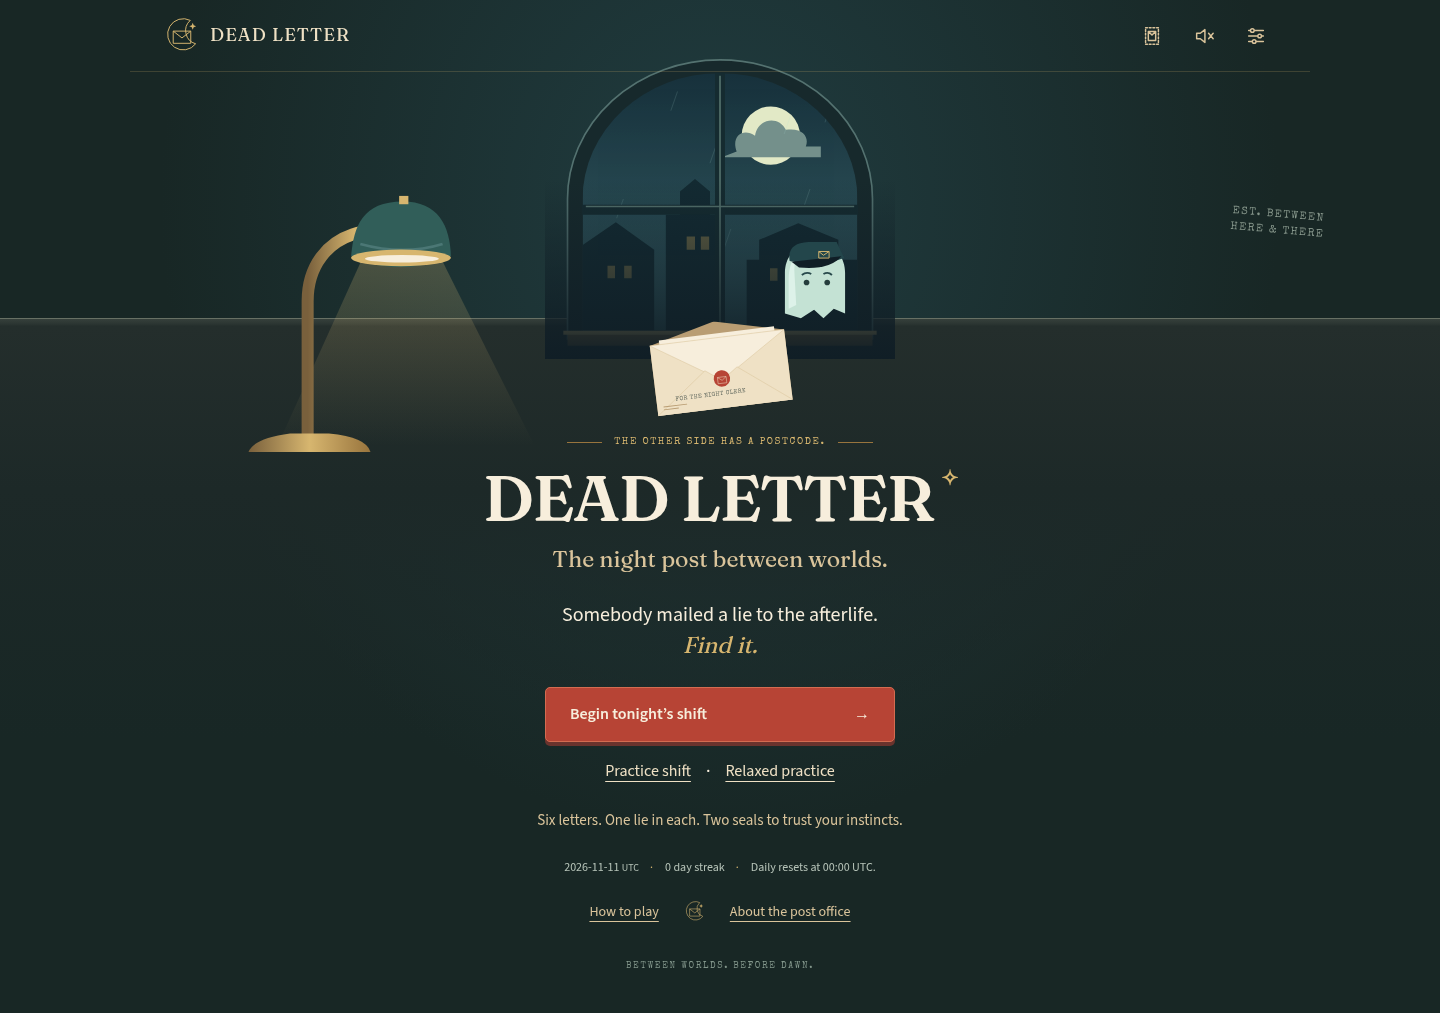 DEAD LETTER
EST. BETWEEN
HERE & THERE
FOR THE NIGHT CLERK
THE OTHER SIDE HAS A POSTCODE.
DEAD LETTER
The night post between worlds.
Somebody mailed a lie to the afterlife.
Find it.
Begin tonight’s shift →
Practice shift · Relaxed practice
Six letters. One lie in each. Two seals to trust your instincts.
2026-11-11 UTC · 0 day streak · Daily resets at 00:00 UTC.
How to play About the post office
BETWEEN WORLDS. BEFORE DAWN.